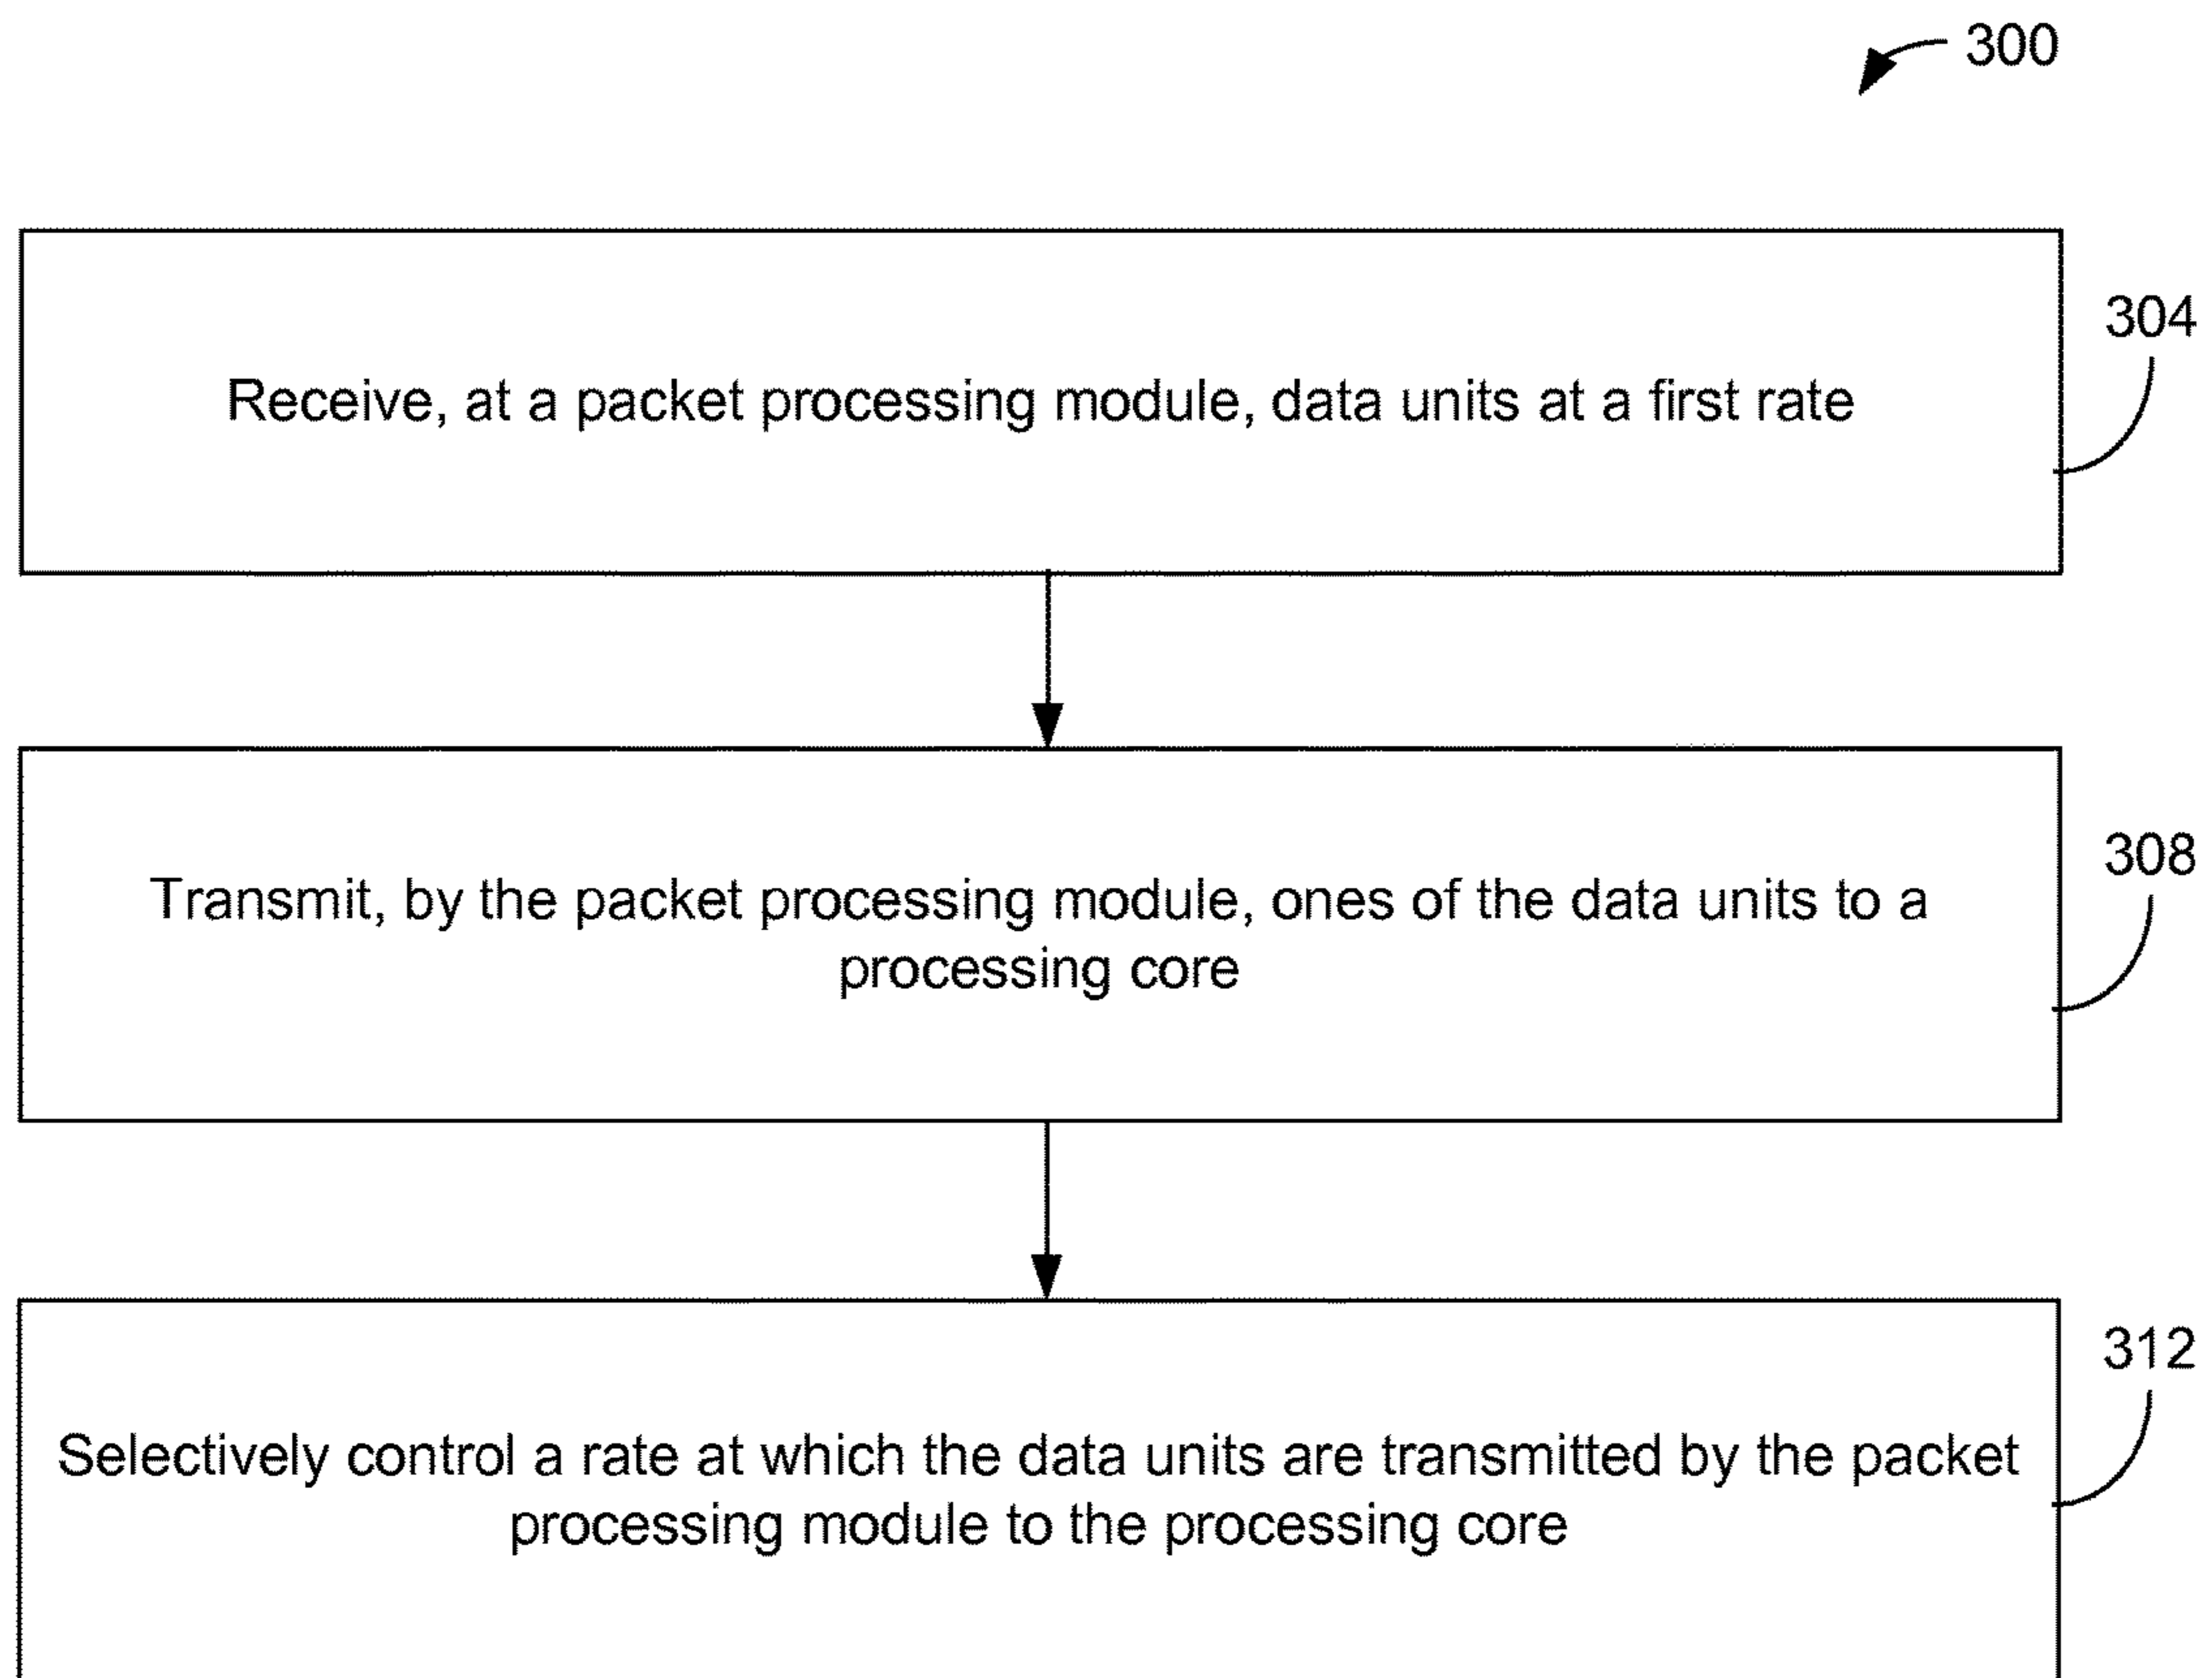 300
304
Receive, at a packet processing module, data units at a first rate
308
Transmit, by the packet processing module, ones of the data units to a
processing core
312
Selectively control a rate at which the data units are transmitted by the packet
processing module to the processing core